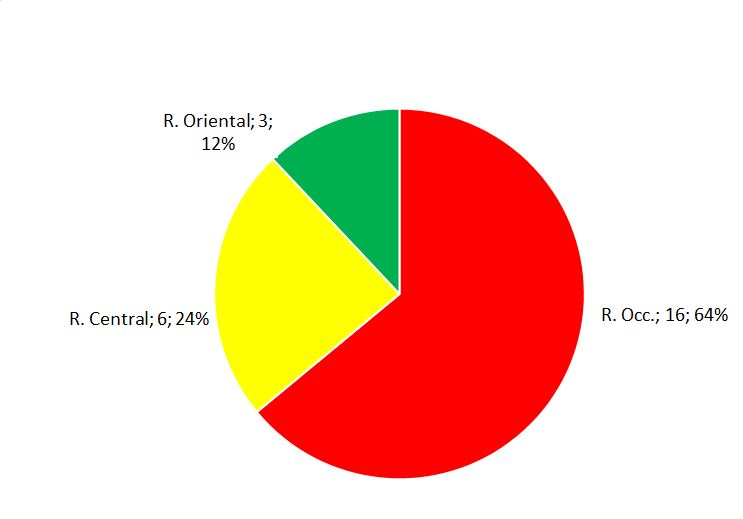 R. Oriental; 3;
12%
R. Occ.; 16; 64%
R. Central; 6; 24%